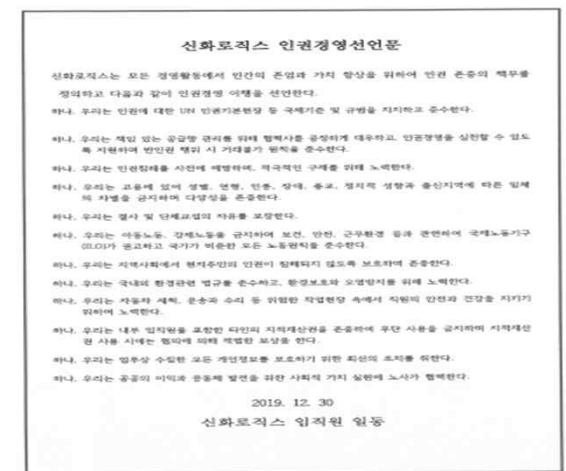 신화로직스 인권경영선언문
신화로직스는 모든 경영활동에서 인간의 존엄과 가치 향상을 위하여 인권 존중의 책무를
정의하고 다음과 같이 인권경영 이행을 선언한다.
하나. 우리는 인권에 대한 UN 인권기본헌장 등 국제기준 및 규범을 지지하고 준수한다.
하나. 우리는 책임 있는 공급망 관리를 위해 협력사를 공정하게 대우하고, 인권경영을 실천할 수 있도
록 지원하며 반인권 행위 시 거래불가 원칙을 준수한다.
하나. 우리는 인권침해를 사전에 예방하며, 적극적인 구제를 위해 노력한다.
하나. 우리는 고용에 있어 성별, 연령, 인종, 장애, 종교, 정치적 성향과 출신지역에 따른 일체
의 차별을 금지하며 다양성을 존중한다.
하나. 우리는 결사 및 단체교섭의 자유를 보장한다.
하나. 우리는 아동노동, 강제노동을 금지하며 보건, 안전, 근무환경 등과 관련하여 국제노동기구
(ILO)가 권고하고 국가가 비준한 모든 노동원칙을 준수한다.
하나. 우리는 지역사회에서 현지주민의 인권이 침해되지 않도록 보호하며 존중한다.
하나. 우리는 국내외 환경관련 법규를 준수하고, 환경보호와 오염방지를 위해 노력한다.
하나. 우리는 자동차 세척, 운송과 수리 등 위험한 작업현장 속에서 직원의 안전과 건강을 지키기
위하여 노력한다.
하나. 우리는 내부 임직원을 포함한 타인의 지적재산권을 존중하여 무단 사용을 금지하며 지적재산
권 사용 시에는 협의에 의해 적법한 보상을 한다.
하나. 우리는 업무상 수집한 모든 개인정보를 보호하기 위한 최선의 조치를 취한다.
하나. 우리는 공공의 이익과 공동체 발전을 위한 사회적 가치 실현에 노사가 협력한다.
2019. 12. 30
신화로직스 임직원 일동